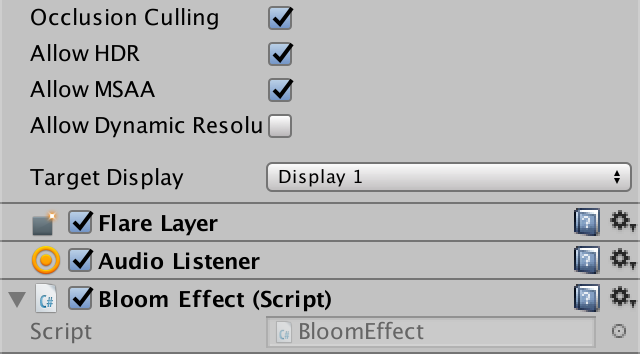 Occlusion Culling
Allow HDR
Allow MSAA
Allow Dynamic Resolu
Target Display Display 1
Flare Layer
Audio Listener
C# Bloom Effect (Script)
Script C# BloomEffect